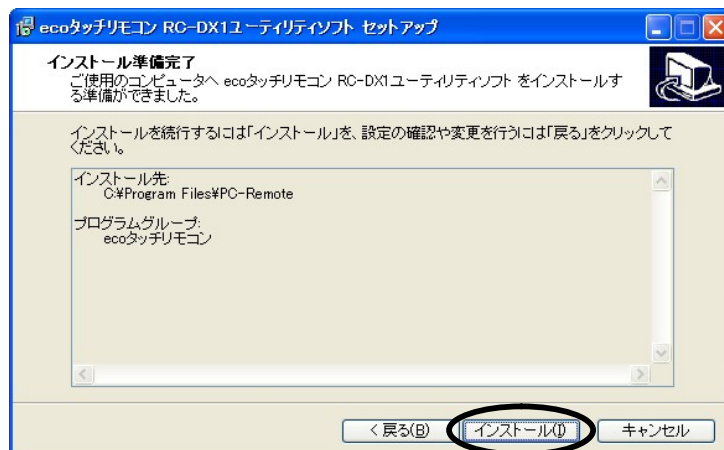 ecoタッチリモコン RC-DX1ユーティリティソフト セットアップ
インストール準備完了
ご使用のコンピュータへ ecoタッチリモコン RC-DX1ユーティリティソフト をインストールす
る準備ができました。
インストールを続行するには「インストール」を、設定の確認や変更を行うには「戻る」をクリックして
ください。
インストール先:
C:¥Program Files¥PC-Remote
プログラムグループ:
ecoタッチリモコン
< 戻る(B)
インストール(I)
キャンセル